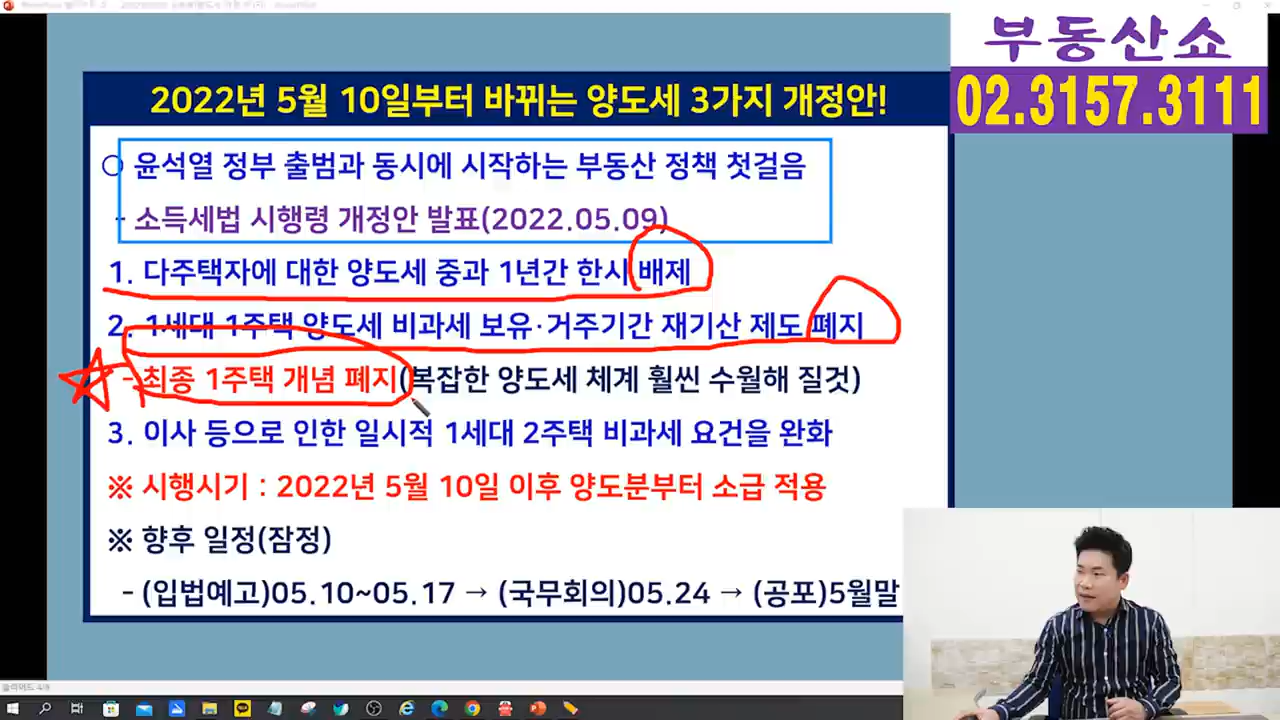 부동산쇼
02.3157.3111
2022년 5월 10일부터 바뀌는 양도세 3가지 개정안!
○ 윤석열 정부 출범과 동시에 시작하는 부동산 정책 첫걸음
- 소득세법 시행령 개정안 발표(2022.05.09)
1. 다주택자에 대한 양도세 중과 1년간 한시 배제
2. 1세대 1주택 양도세 비과세 보유·거주기간 재기산 제도 폐지
- 최종 1주택 개념 폐지(복잡한 양도세 체계 훨씬 수월해 질것)
3. 이사 등으로 인한 일시적 1세대 2주택 비과세 요건을 완화
※ 시행시기 : 2022년 5월 10일 이후 양도분부터 소급 적용
※ 향후 일정(잠정)
- (입법예고)05.10~05.17 → (국무회의)05.24 → (공포)5월말